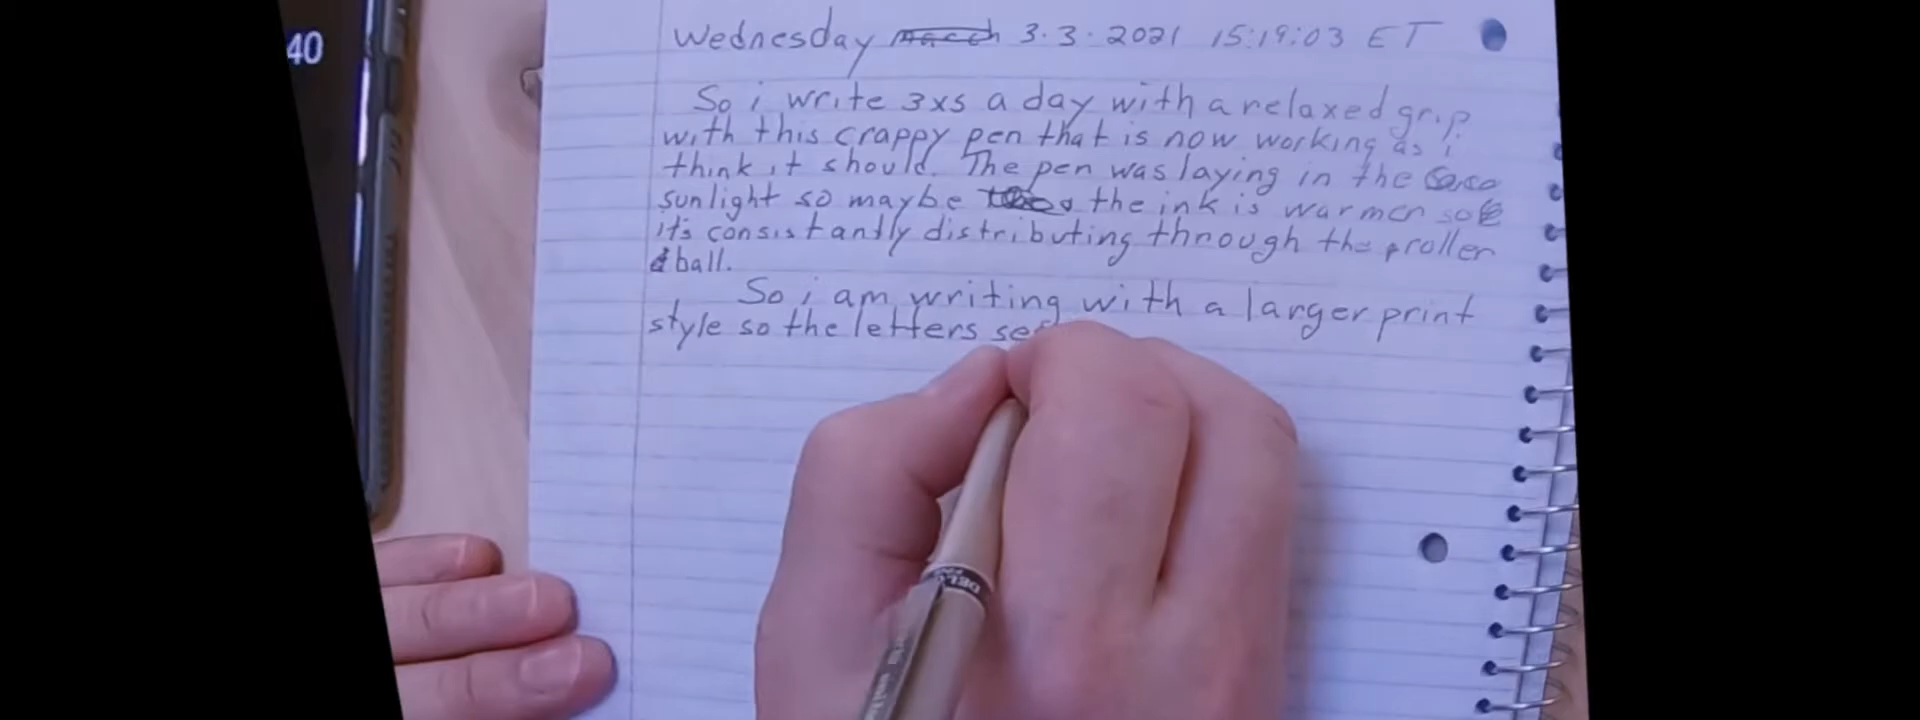 40
Wednesday 3.3.2021 15:19:03 ET
So i write 3xs a day with a relaxed grip
with this crappy pen that is now working as i
think it should. The pen was laying in the
sunlight so maybe the ink is warmer so
it's consistantly distributing through the roller
ball.
So i am writing with a larger print
style so the letters se